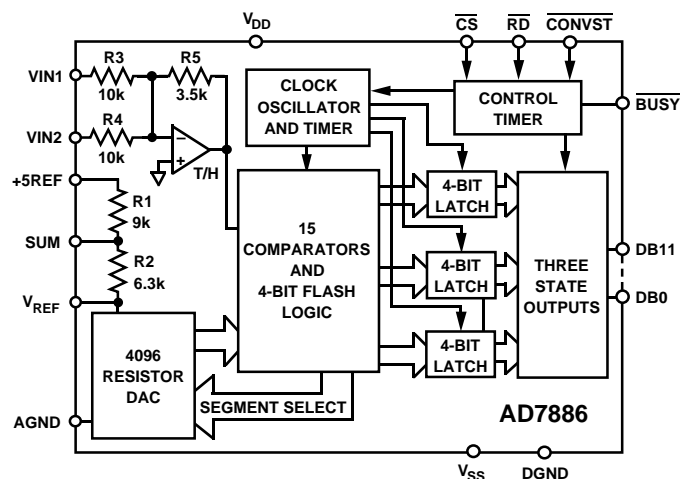 VDD
CS
RD
CONVST
VIN1
R3
10k
R5
3.5k
VIN2
R4
10k
T/H
+5REF
R1
9k
SUM
R2
6.3k
VREF
AGND
CLOCK
OSCILLATOR
AND TIMER
CONTROL
TIMER
BUSY
15
COMPARATORS
AND
4-BIT FLASH
LOGIC
4-BIT
LATCH
4-BIT
LATCH
4-BIT
LATCH
THREE
STATE
OUTPUTS
DB11
DB0
4096
RESISTOR
DAC
SEGMENT SELECT
AD7886
VSS
DGND